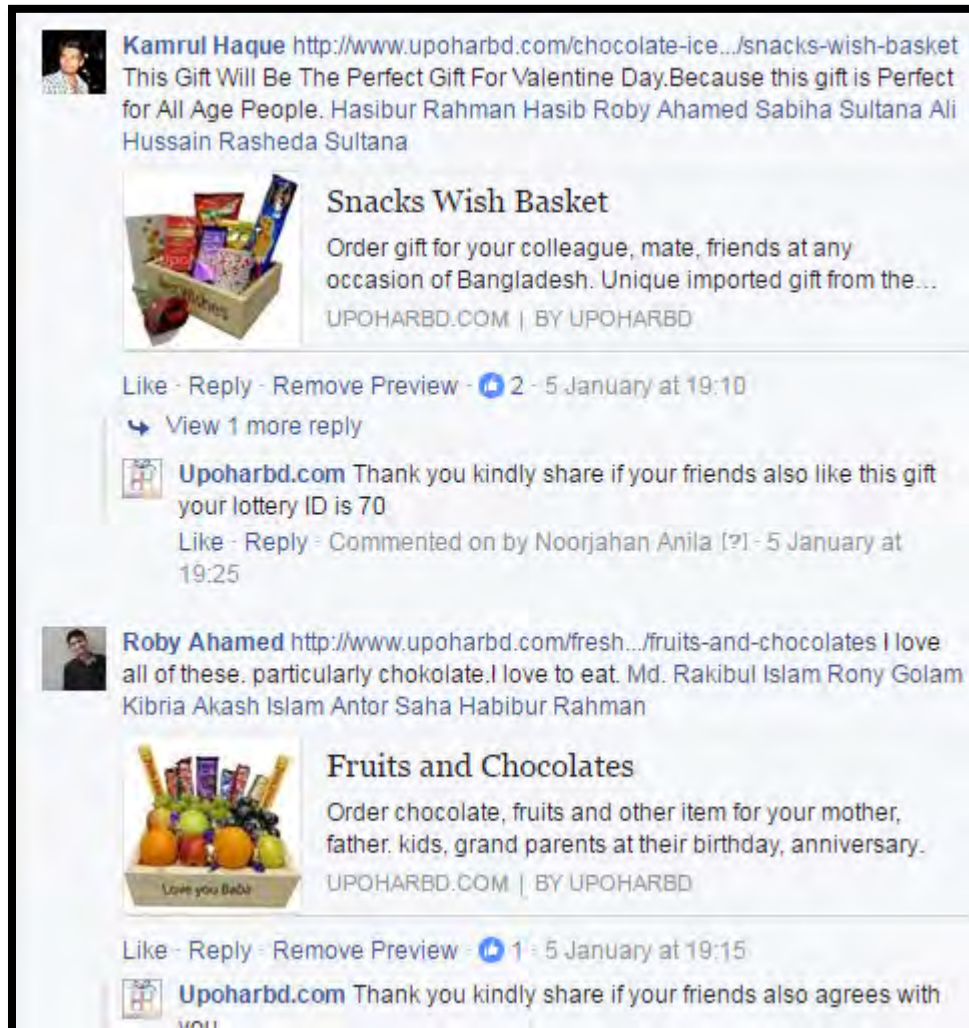 Kamrul Haque http://www.upoharbd.com/chocolate-ice.../snacks-wish-basket
This Gift Will Be The Perfect Gift For Valentine Day.Because this gift is Perfect
for All Age People. Hasibur Rahman Hasib Roby Ahamed Sabiha Sultana Ali
Hussain Rasheda Sultana
Snacks Wish Basket
Order gift for your colleague, mate, friends at any
occasion of Bangladesh. Unique imported gift from the...
UPOHARBD.COM | BY UPOHARBD
Like · Reply · Remove Preview · 2 · 5 January at 19:10
View 1 more reply
Upoharbd.com Thank you kindly share if your friends also like this gift
your lottery ID is 70
Like · Reply · Commented on by Noorjahan Anila [?] · 5 January at
19:25
Roby Ahamed http://www.upoharbd.com/fresh.../fruits-and-chocolates I love
all of these. particularly chokolate.I love to eat. Md. Rakibul Islam Rony Golam
Kibria Akash Islam Antor Saha Habibur Rahman
Fruits and Chocolates
Order chocolate, fruits and other item for your mother,
father. kids, grand parents at their birthday, anniversary.
Love you Baba
UPOHARBD.COM | BY UPOHARBD
Like · Reply · Remove Preview · 1 · 5 January at 19:15
Upoharbd.com Thank you kindly share if your friends also agrees with
you